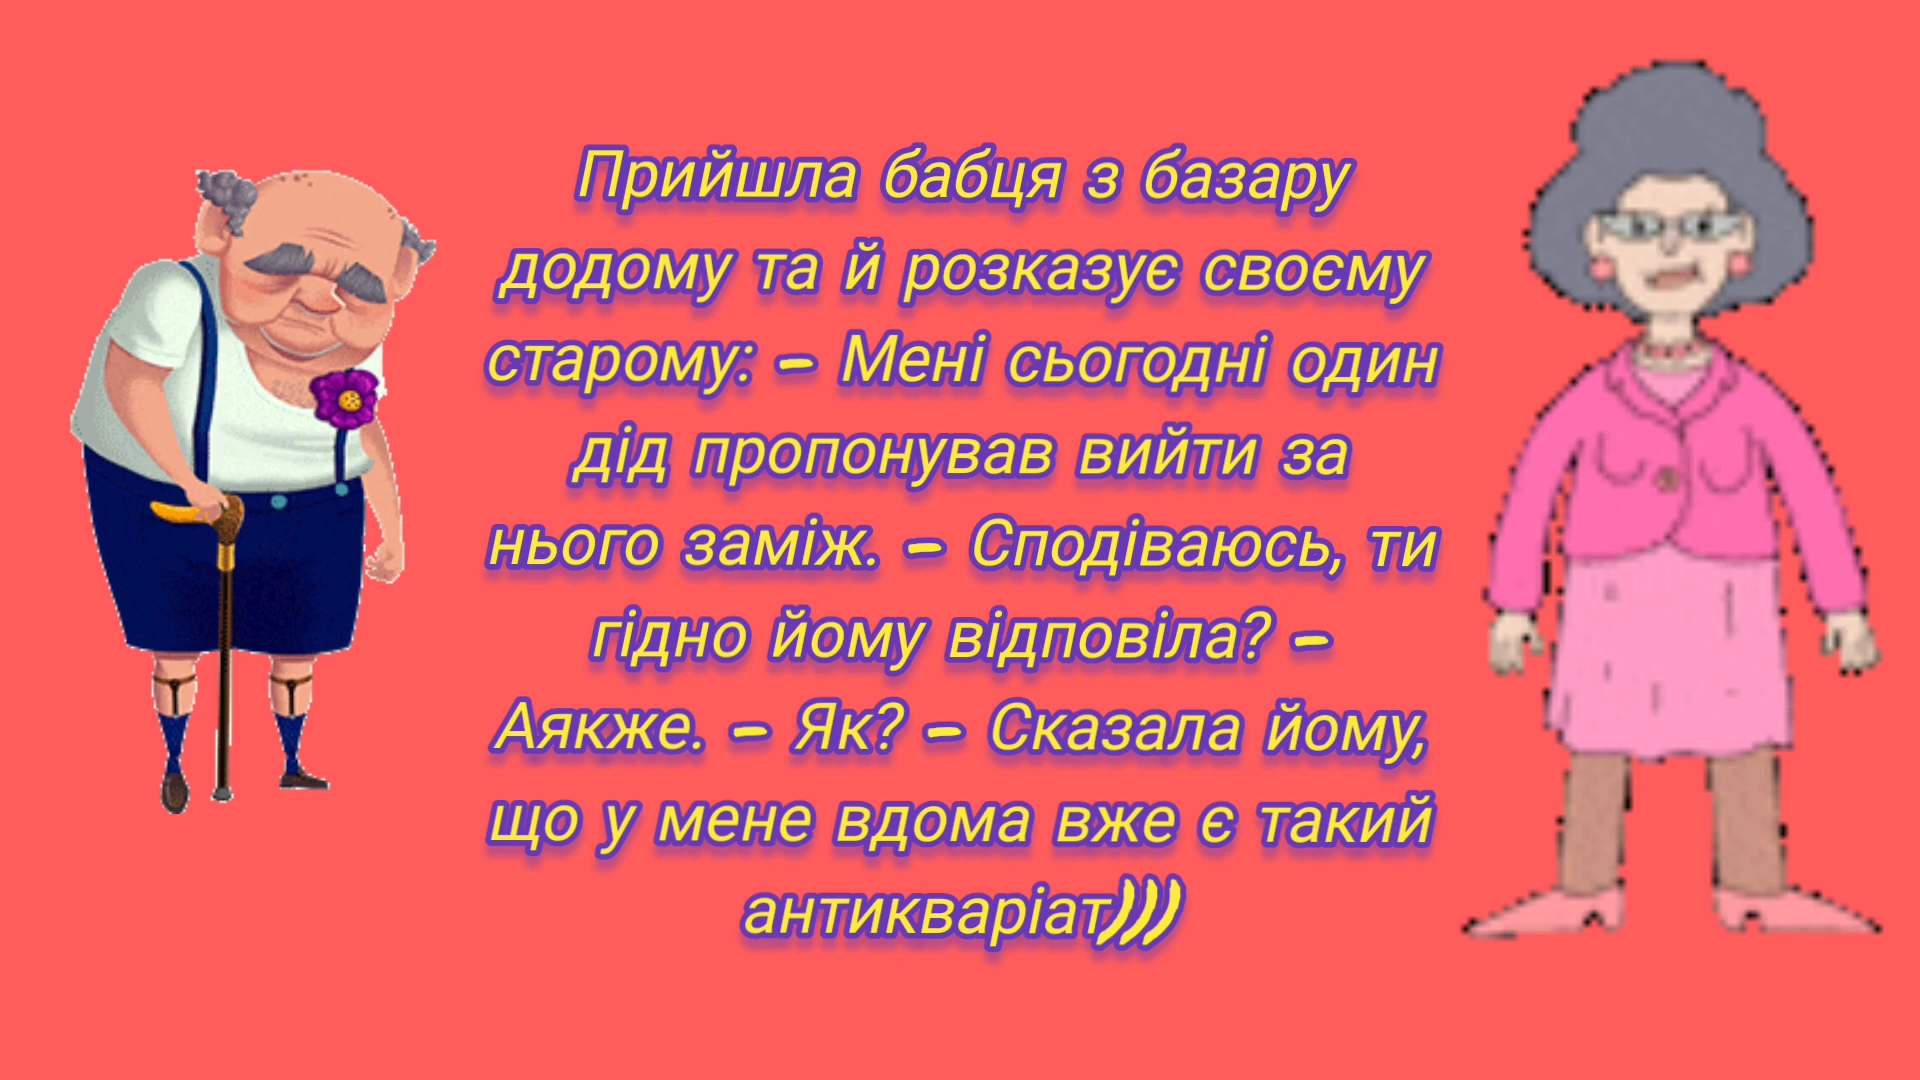 Прийшла бабця з базару
додому та й розказує своєму
старому: – Мені сьогодні один
дід пропонував вийти за
нього заміж. – Сподіваюсь, ти
гідно йому відповіла? –
Аякже. – Як? – Сказала йому,
що у мене вдома вже є такий
антикваріат)))